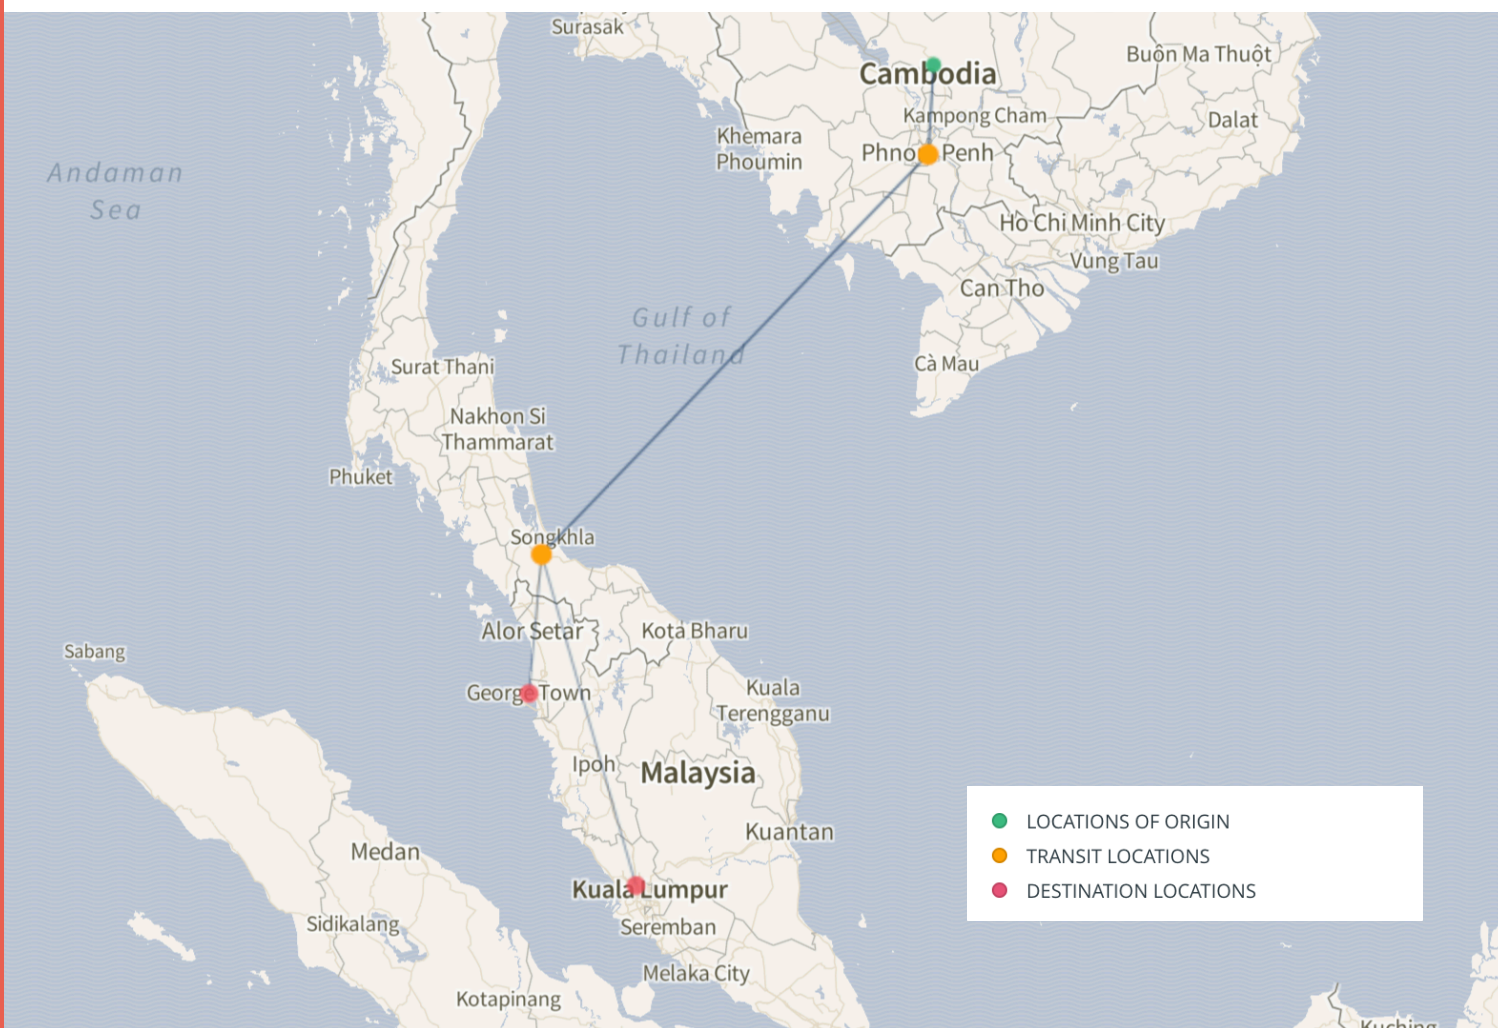 Surasak
Buôn Ma Thuột
Cambodia
Kampong Cham
Dalat
Khemara
Phoumin
Penh
Andaman
Sea
Ho Chi Minh City
Vung Tau
Can Tho
Gulf of
Thailand
Surat Thani
Cà Mau
Nakhon Si
Thammarat
Phuket
Songkhla
Alor Setar
Kota Bharu
Sabang
George Town
Kuala
Terengganu
Ipoh
Malaysia
Kuantan
LOCATIONS OF ORIGIN
TRANSIT LOCATIONS
DESTINATION LOCATIONS
Medan
Kuala Lumpur
Sidikalang
Seremban
Melaka City
Kotapinang
Kuching